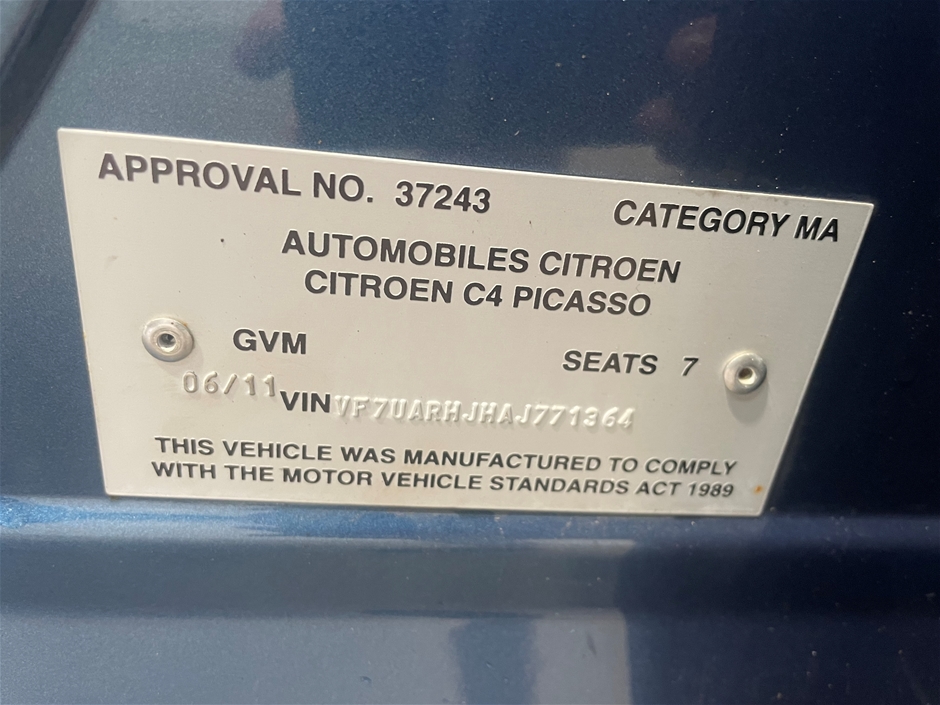 APPROVAL NO. 37243 CATEGORY MA
AUTOMOBILES CITROEN
CITROEN C4 PICASSO
GVM SEATS 7
06/11 VIN VF7UARHJHAJ771364
THIS VEHICLE WAS MANUFACTURED TO COMPLY
WITH THE MOTOR VEHICLE STANDARDS ACT 1989